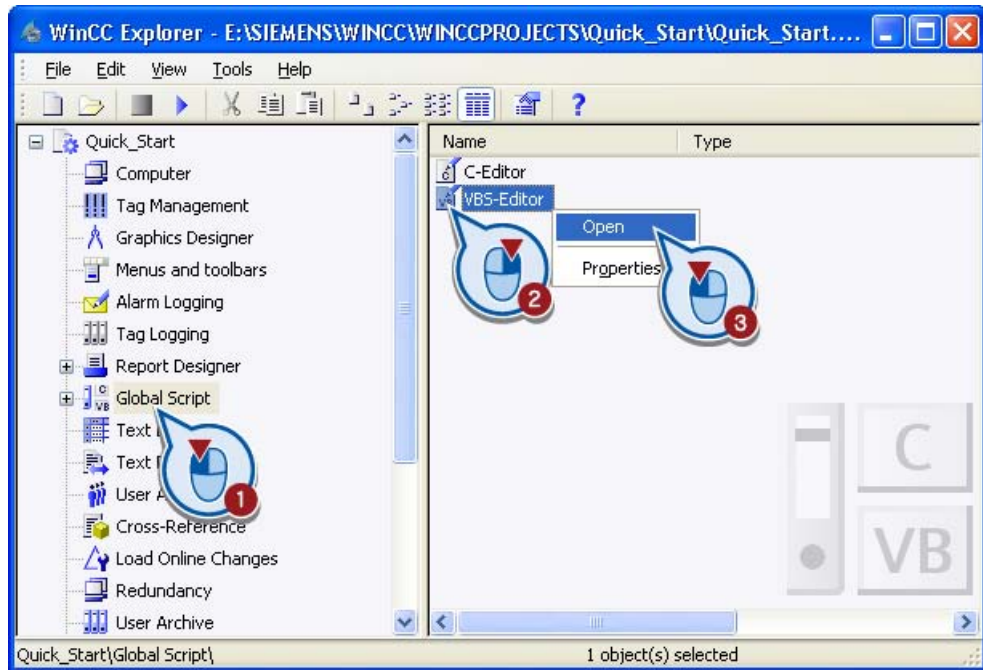 WinCC Explorer - E:\SIEMENS\WINCC\WINCCPROJECTS\Quick_Start\Quick_Start....
File Edit View Tools Help
Quick_Start
Computer
Tag Management
Graphics Designer
Menus and toolbars
Alarm Logging
Tag Logging
Report Designer
Global Script
Text
Text
User
Cross-Reference
Load Online Changes
Redundancy
User Archive
Name Type
C-Editor
VBS-Editor
Open
Properties
1
2
3
C
VB
Quick_Start\Global Script\ 1 object(s) selected